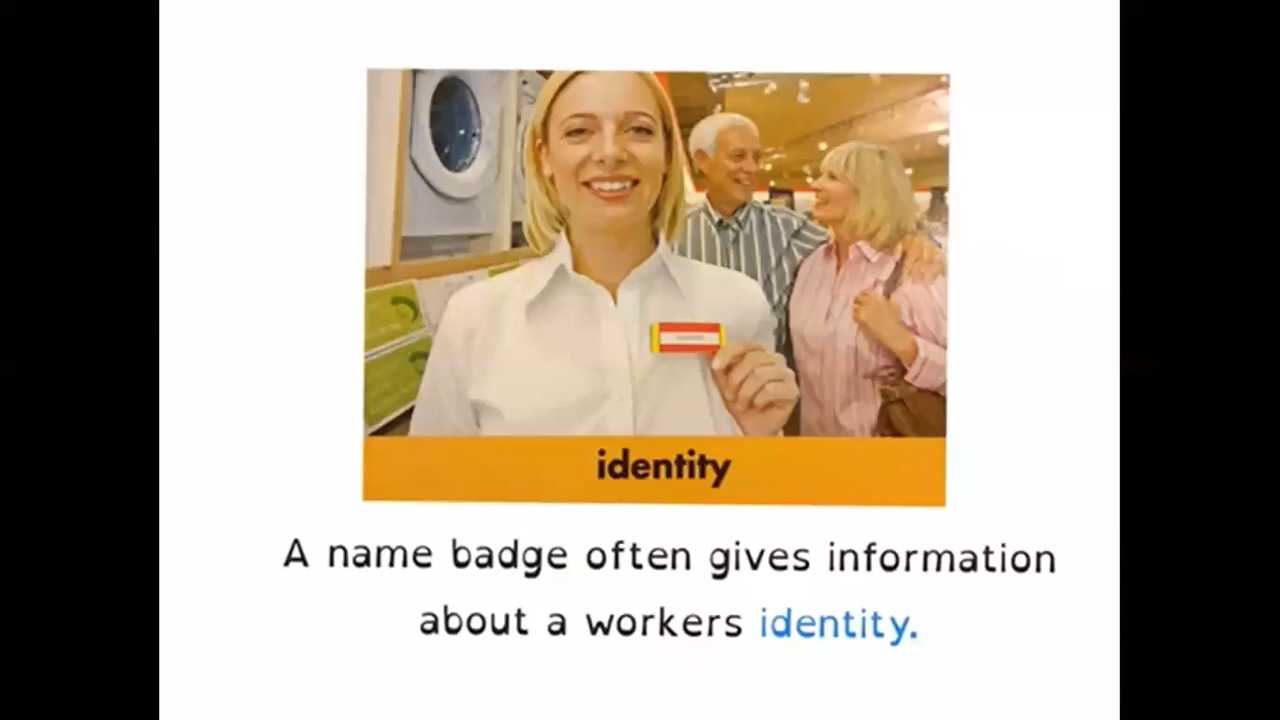 identity
A name badge often gives information
about a workers identity.